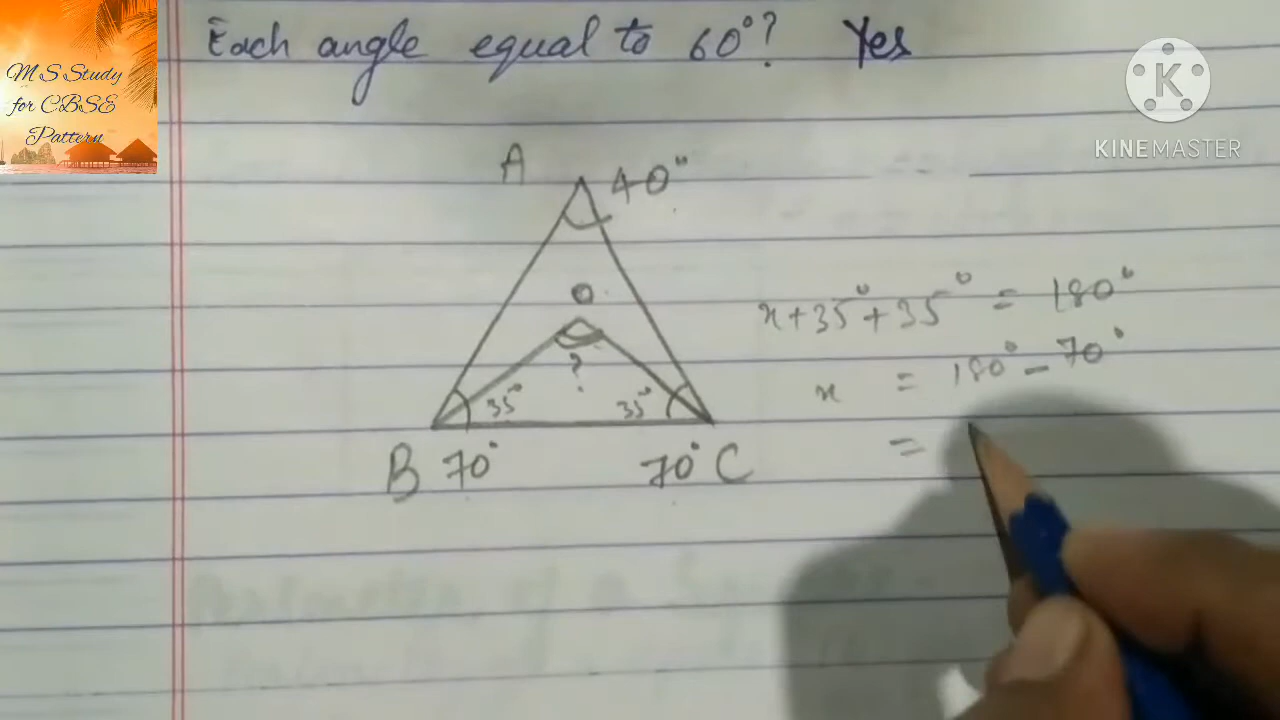 Each angle equal to 60°? Yes
M S Study
for CBSE
Pattern
K
KINEMASTER
A 40°
O
?
35° 35°
B 70° 70° C
x + 35° + 35° = 180°
x = 180° - 70°
=